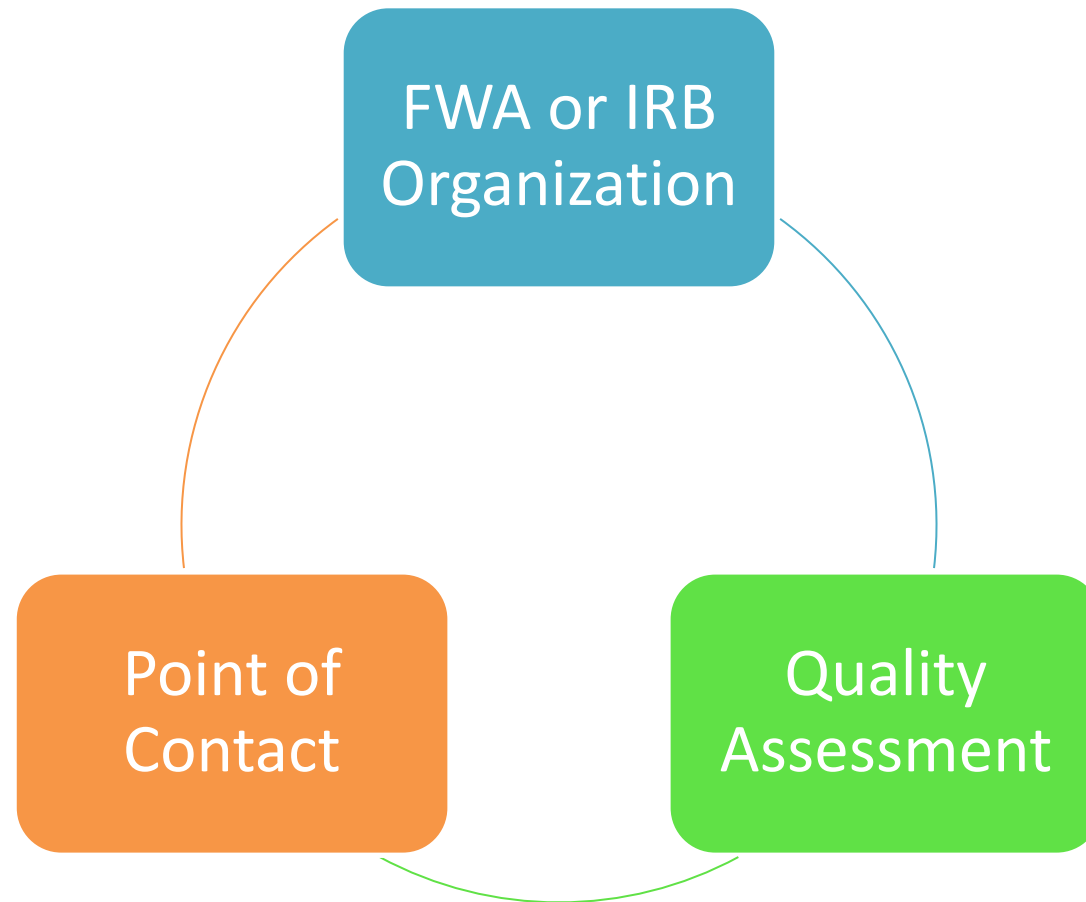 FWA or IRB
Organization
Point of
Contact
Quality
Assessment